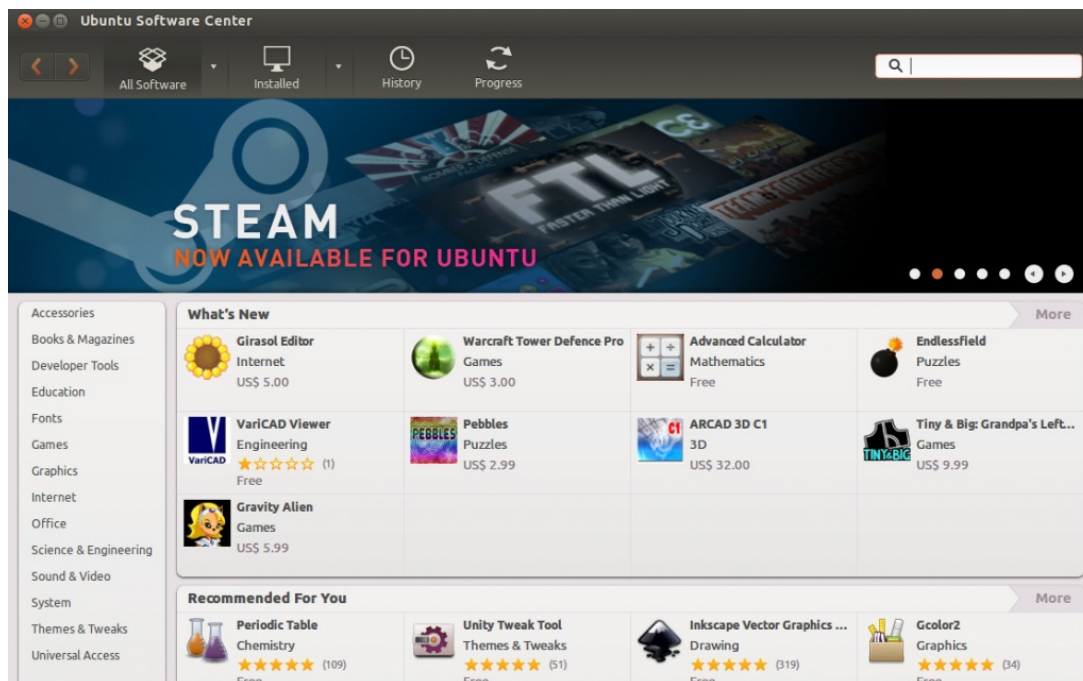 Ubuntu Software Center
All Software
Installed
History
Progress
STEAM
NOW AVAILABLE FOR UBUNTU
FTL
FASTER THAN LIGHT
Accessories
Books & Magazines
Developer Tools
Education
Fonts
Games
Graphics
Internet
Office
Science & Engineering
Sound & Video
System
Themes & Tweaks
Universal Access
What's New
More
Girasol Editor
Internet
US$ 5.00
Warcraft Tower Defence Pro
Games
US$ 3.00
Advanced Calculator
Mathematics
Free
Endlessfield
Puzzles
Free
VariCAD
VariCAD Viewer
Engineering
(1)
Free
PEBBLES
Pebbles
Puzzles
US$ 2.99
C1
ARCAD 3D C1
3D
US$ 32.00
TINY&BIG
Tiny & Big: Grandpa's Left...
Games
US$ 9.99
Gravity Alien
Games
US$ 5.99
Recommended For You
More
Periodic Table
Chemistry
(109)
Free
Unity Tweak Tool
Themes & Tweaks
(51)
Free
Inkscape Vector Graphics ...
Drawing
(319)
Free
Gcolor2
Graphics
(34)
Free